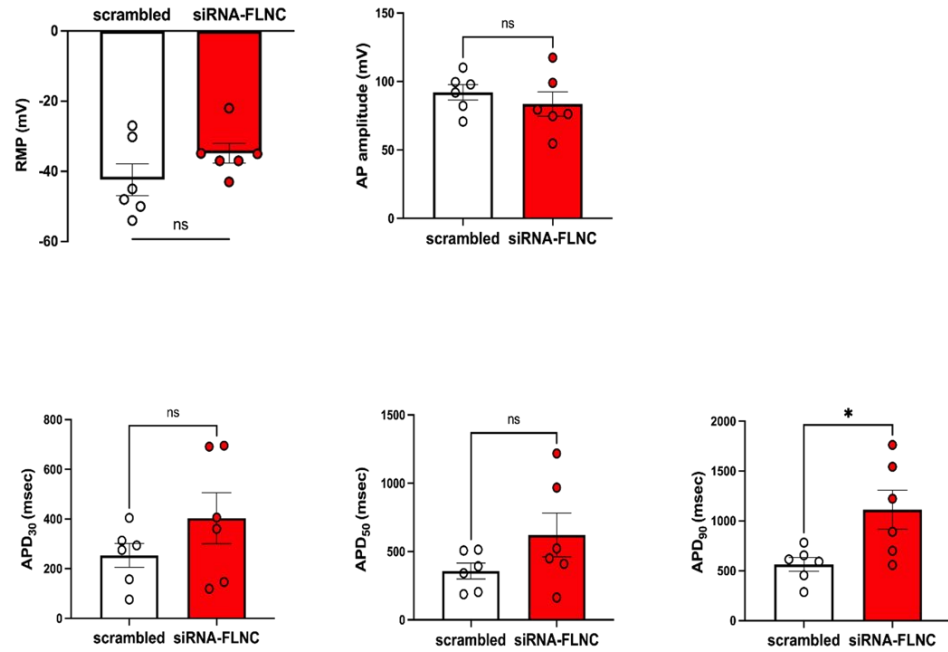 scrambled siRNA-FLNC
RMP (mV)
0
-20
-40
-60
ns
AP amplitude (mV)
150
100
50
0
ns
scrambled siRNA-FLNC
APD₃₀ (msec)
800
600
400
200
0
ns
scrambled siRNA-FLNC
APD₅₀ (msec)
1500
1000
500
0
ns
scrambled siRNA-FLNC
APD₉₀ (msec)
2000
1500
1000
500
0
*
scrambled siRNA-FLNC